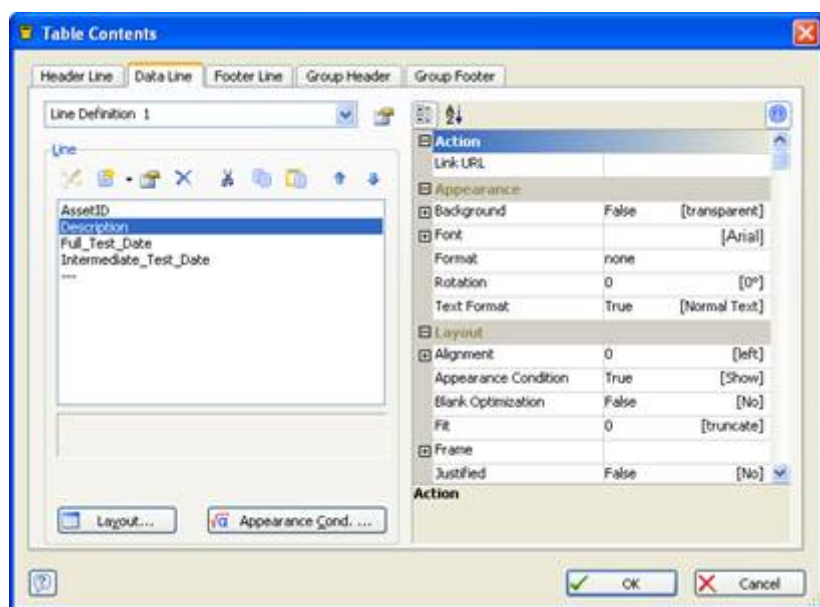 Table Contents
Header Line Data Line Footer Line Group Header Group Footer
Line Definition 1
Line
AssetID
Description
Full_Test_Date
Intermediate_Test_Date
---
Layout...
Appearance Cond. ...
Action
Link URL
Appearance
Background False [transparent]
Font [Arial]
Format none
Rotation 0 [0°]
Text Format True [Normal Text]
Layout
Alignment 0 [left]
Appearance Condition True [Show]
Blank Optimization False [No]
Fit 0 [truncate]
Frame
Justified False [No]
Action
OK Cancel